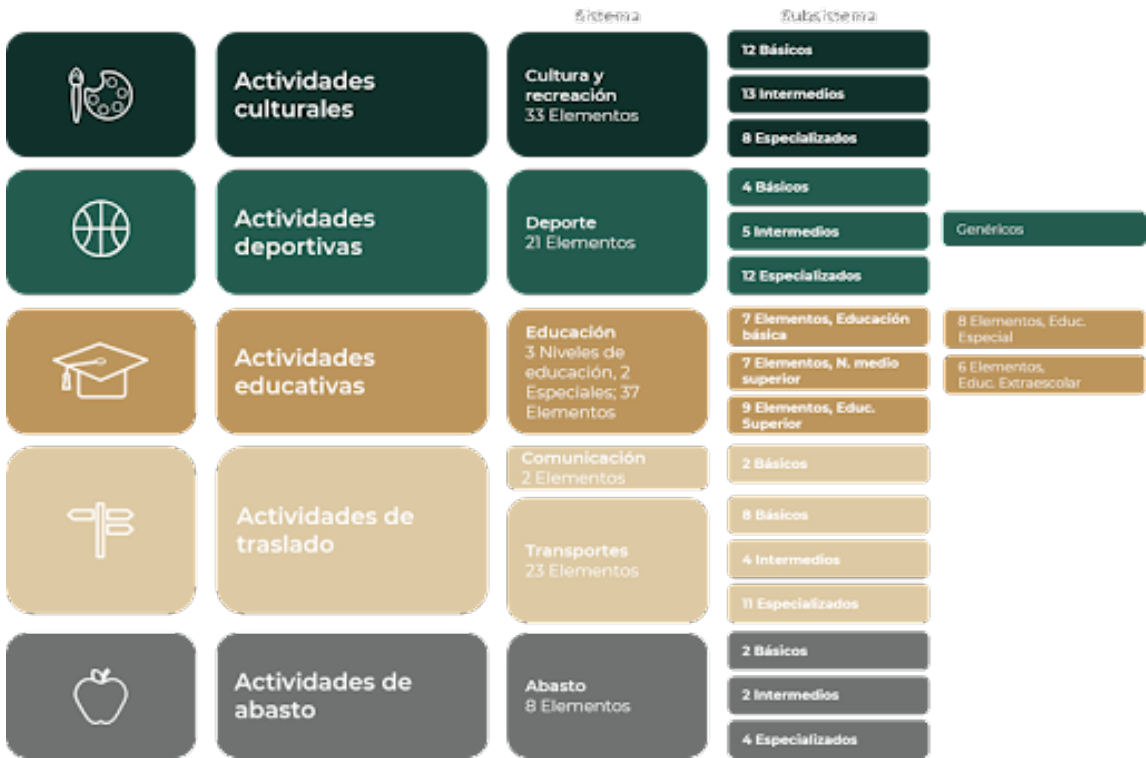 Sistema
Subsistema
Actividades
culturales
Cultura y
recreación
33 Elementos
12 Básicos
13 Intermedios
8 Especializados
Actividades
deportivas
Deporte
21 Elementos
4 Básicos
5 Intermedios
12 Especializados
Genéricos
Actividades
educativas
Educación
3 Niveles de
educación, 2
Especiales; 37
Elementos
7 Elementos, Educación
básica
7 Elementos, N. medio
superior
9 Elementos, Educ.
Superior
8 Elementos, Educ.
Especial
6 Elementos,
Educ. Extraescolar
Actividades de
traslado
Comunicación
2 Elementos
2 Básicos
Transportes
23 Elementos
8 Básicos
4 Intermedios
11 Especializados
Actividades de
abasto
Abasto
8 Elementos
2 Básicos
2 Intermedios
4 Especializados